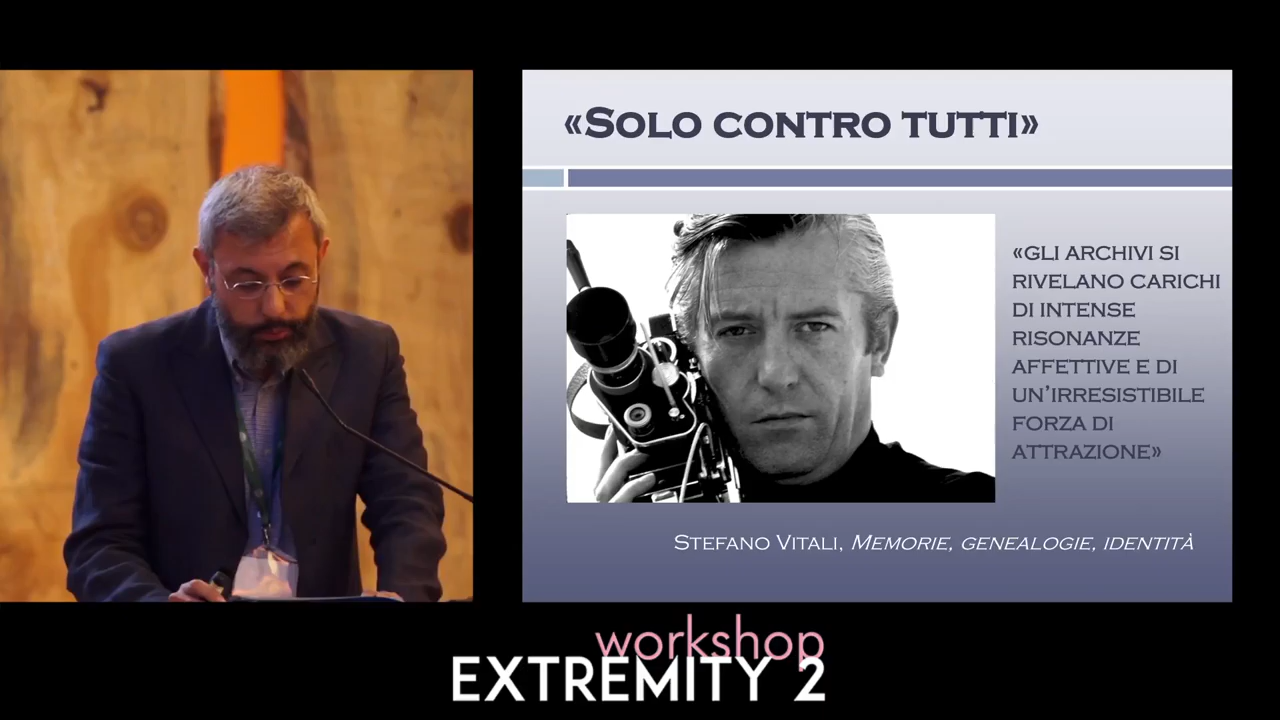 «Solo contro tutti»
«GLI ARCHIVI SI
RIVELANO CARICHI
DI INTENSE
RISONANZE
AFFETTIVE E DI
UN’IRRESISTIBILE
FORZA DI
ATTRAZIONE»
Stefano Vitali, Memorie, genealogie, identità
workshop
EXTREMITY 2